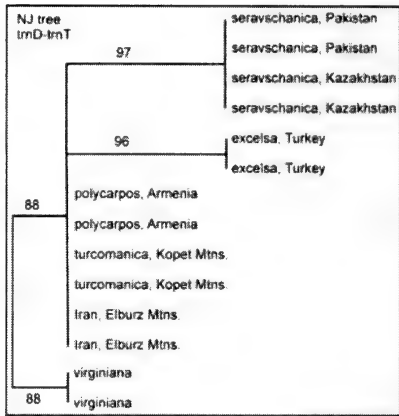 NJ tree
trnD-trnT
seravschanica, Pakistan
seravschanica, Pakistan
97
seravschanica, Kazakhstan
seravschanica, Kazakhstan
excelsa, Turkey
96
excelsa, Turkey
polycarpos, Armenia
88
polycarpos, Armenia
turcomanica, Kopet Mtns.
turcomanica, Kopet Mtns.
Iran, Elburz Mtns.
Iran, Elburz Mtns.
virginiana
88
virginiana